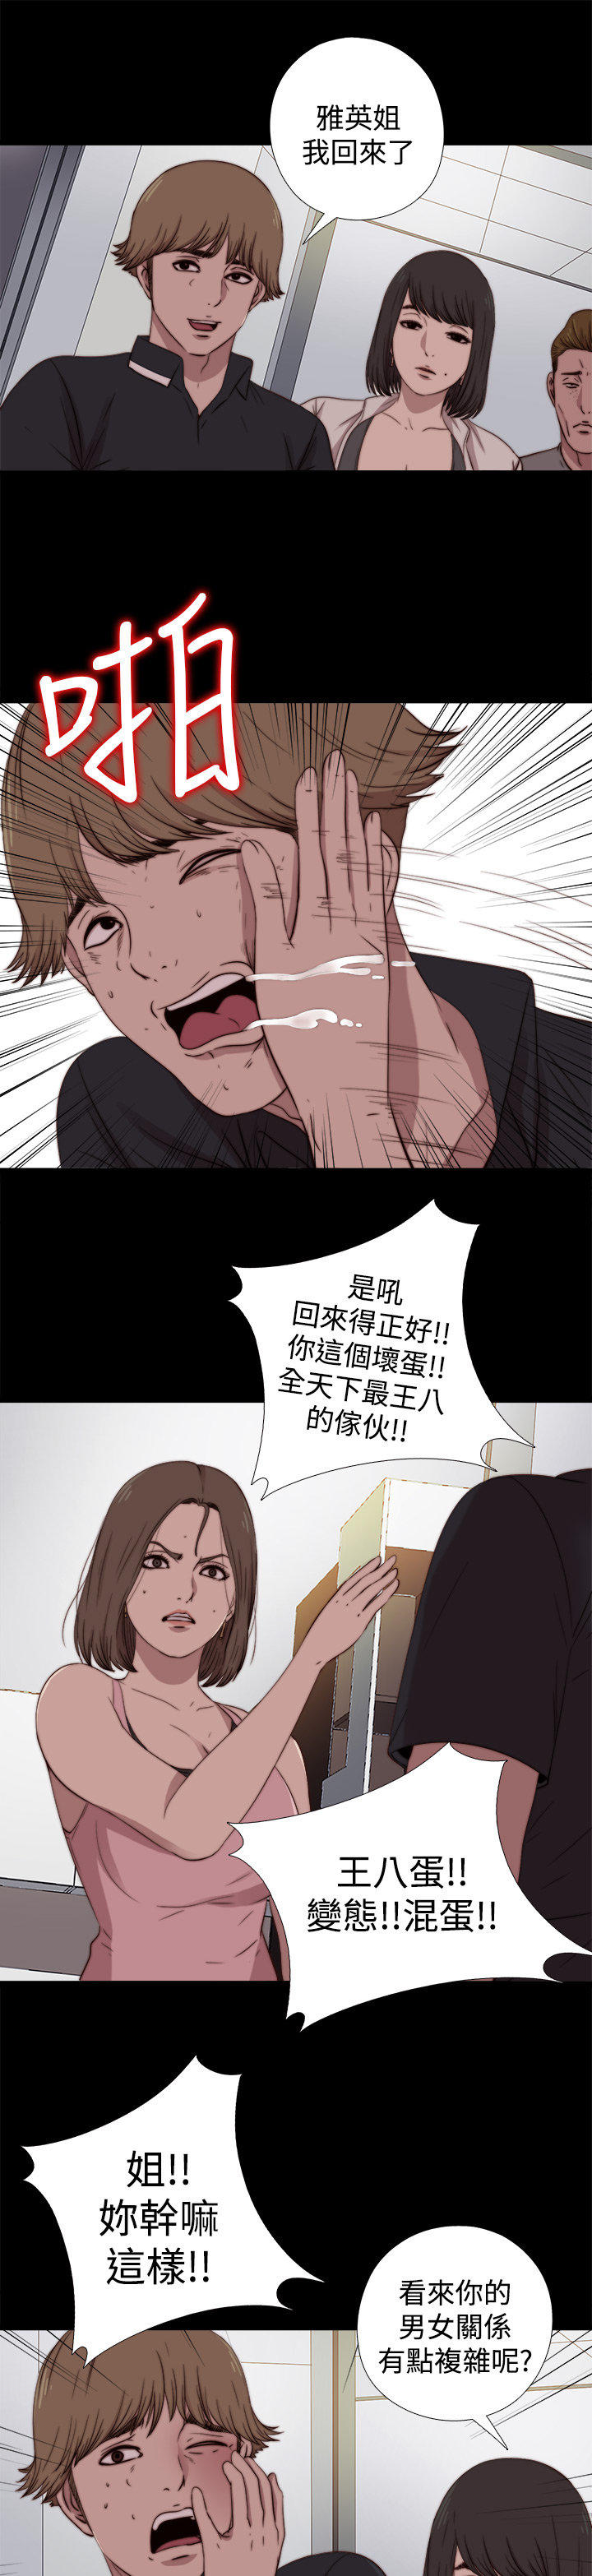 雅英姐
我回來了
啪
是吼
回來得正好!!
你這個壞蛋!!
全天下最王八
的傢伙!!
王八蛋!!
變態!!混蛋!!
姐!!
妳幹嘛
這樣!!
看來你的
男女關係
有點複雜呢?